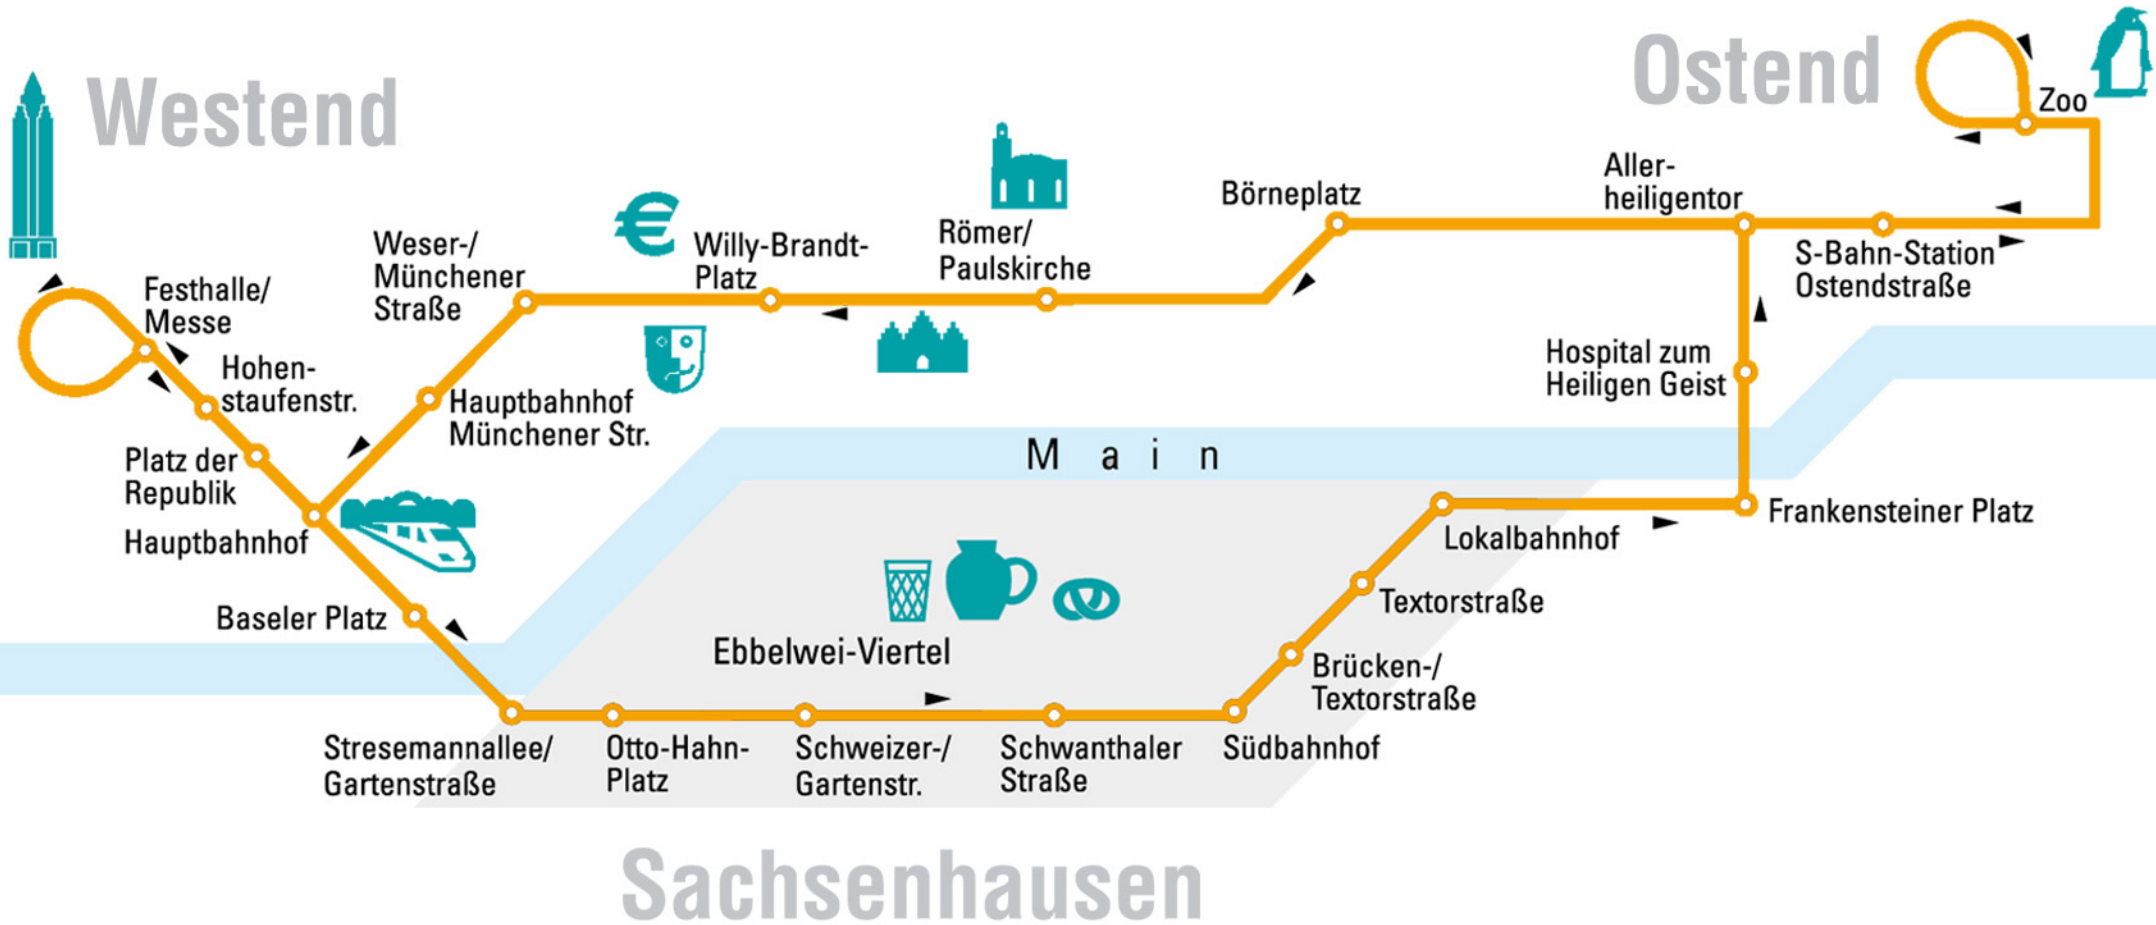 Westend
Ostend
Zoo
Aller-
heiligentor
Börneplatz
S-Bahn-Station
Ostendstraße
Römer/
Paulskirche
Willy-Brandt-
Platz
Weser-/
Münchener
Straße
Festhalle/
Messe
Hohen-
staufenstr.
Hauptbahnhof
Münchener Str.
Platz der
Republik
Hauptbahnhof
Hospital zum
Heiligen Geist
Main
Frankensteiner Platz
Lokalbahnhof
Textorstraße
Baseler Platz
Ebbelwei-Viertel
Brücken-/
Textorstraße
Stresemannallee/
Gartenstraße
Otto-Hahn-
Platz
Schweizer-/
Gartenstr.
Schwanthaler
Straße
Südbahnhof
Sachsenhausen